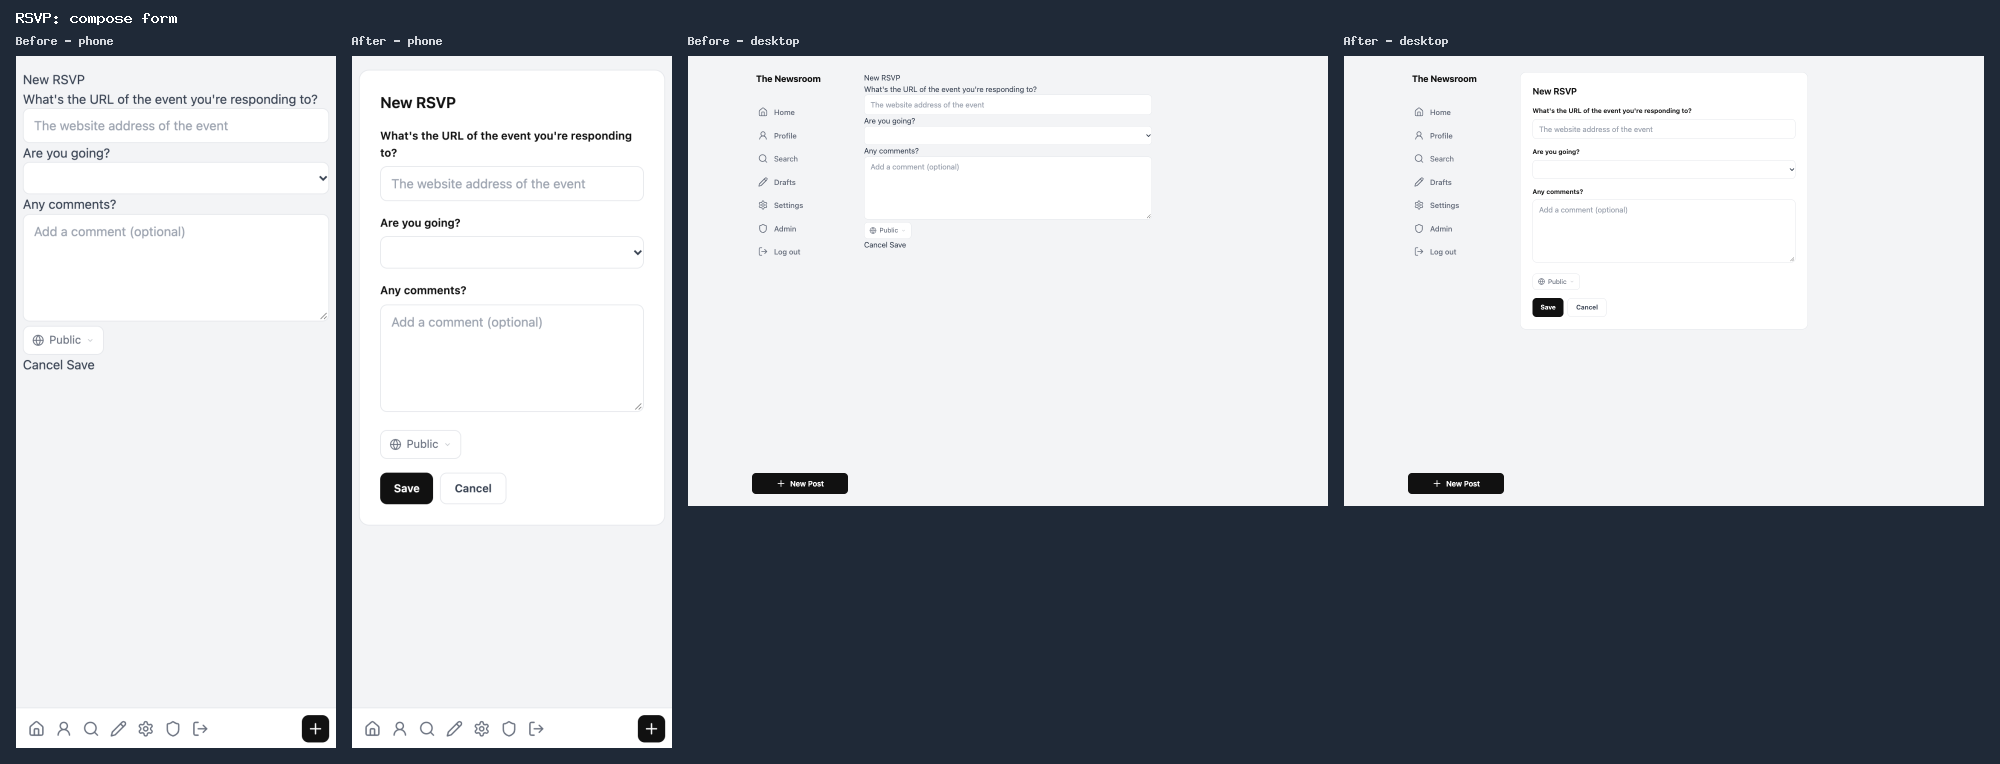 RSVP: compose form
Before - phone
New RSVP
What's the URL of the event you're responding to?
The website address of the event
Are you going?
Any comments?
Add a comment (optional)
Public
Cancel Save
After - phone
New RSVP
What's the URL of the event you're responding
to?
The website address of the event
Are you going?
Any comments?
Add a comment (optional)
Public
Save Cancel
Before - desktop
The Newsroom
Home
Profile
Search
Drafts
Settings
Admin
Log out
New Post
New RSVP
What's the URL of the event you're responding to?
The website address of the event
Are you going?
Any comments?
Add a comment (optional)
Public
Cancel Save
After - desktop
The Newsroom
Home
Profile
Search
Drafts
Settings
Admin
Log out
New Post
New RSVP
What's the URL of the event you're responding to?
The website address of the event
Are you going?
Any comments?
Add a comment (optional)
Public
Save Cancel